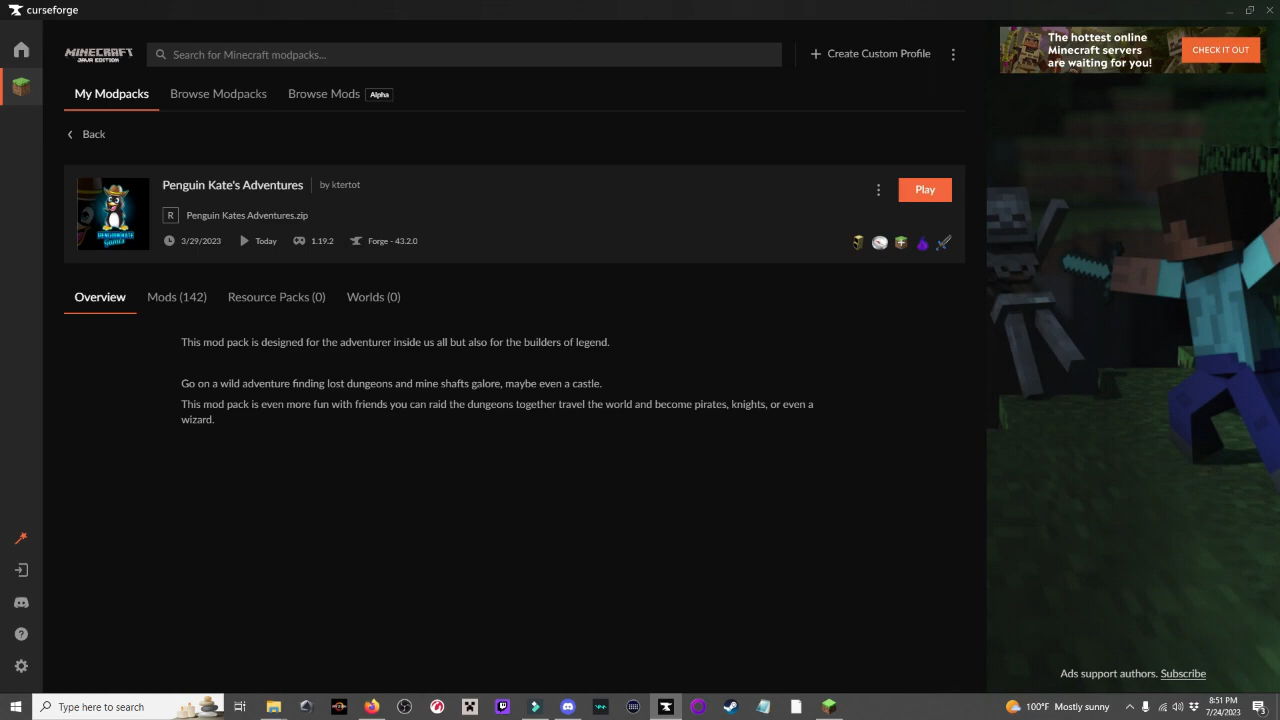 curseforge
MINECRAFT
JAVA EDITION
Search for Minecraft modpacks...
Create Custom Profile
The hottest online
Minecraft servers
are waiting for you!
CHECK IT OUT
My Modpacks
Browse Modpacks
Browse Mods
Alpha
Back
Penguin Kate's Adventures
by ktertot
Play
R
Penguin Kates Adventures.zip
3/29/2023
Today
1.19.2
Forge - 43.2.0
PENGUINKATE
Games
Overview
Mods (142)
Resource Packs (0)
Worlds (0)
This mod pack is designed for the adventurer inside us all but also for the builders of legend.
Go on a wild adventure finding lost dungeons and mine shafts galore, maybe even a castle.
This mod pack is even more fun with friends you can raid the dungeons together travel the world and become pirates, knights, or even a
wizard.
Ads support authors. Subscribe
Type here to search
100°F Mostly sunny
8:51 PM
7/24/2023